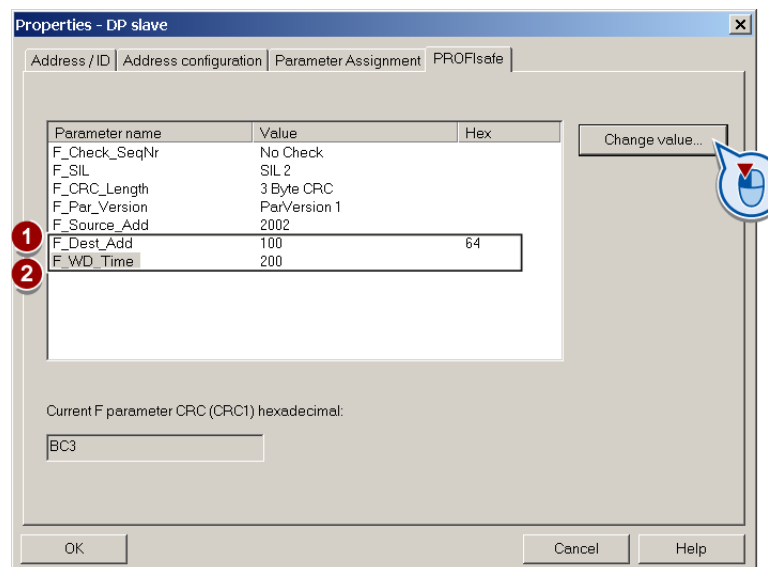 Properties - DP slave
Address / ID Address configuration Parameter Assignment PROFIsafe
Parameter name Value Hex
Change value...
F_Check_SeqNr No Check
F_SIL SIL 2
F_CRC_Length 3 Byte CRC
F_Par_Version ParVersion 1
F_Source_Add 2002
1 F_Dest_Add 100 64
2 F_WD_Time 200
Current F parameter CRC (CRC1) hexadecimal:
BC3
OK Cancel Help